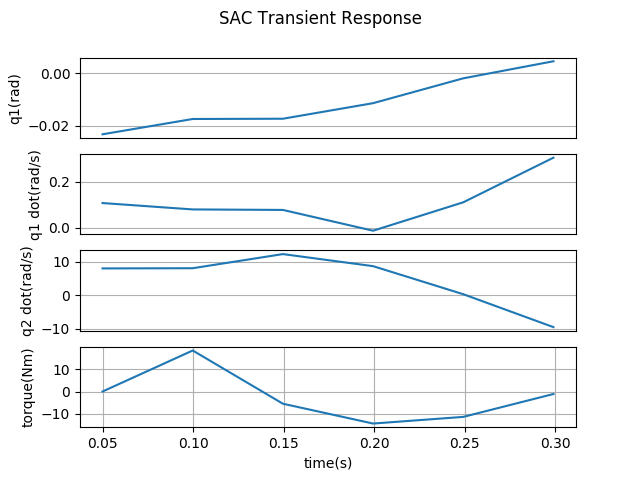 SAC Transient Response
q1(rad)
0.00
−0.02
q1 dot(rad/s)
0.2
0.0
q2 dot(rad/s)
10
0
−10
torque(Nm)
10
0
−10
0.05 0.10 0.15 0.20 0.25 0.30
time(s)